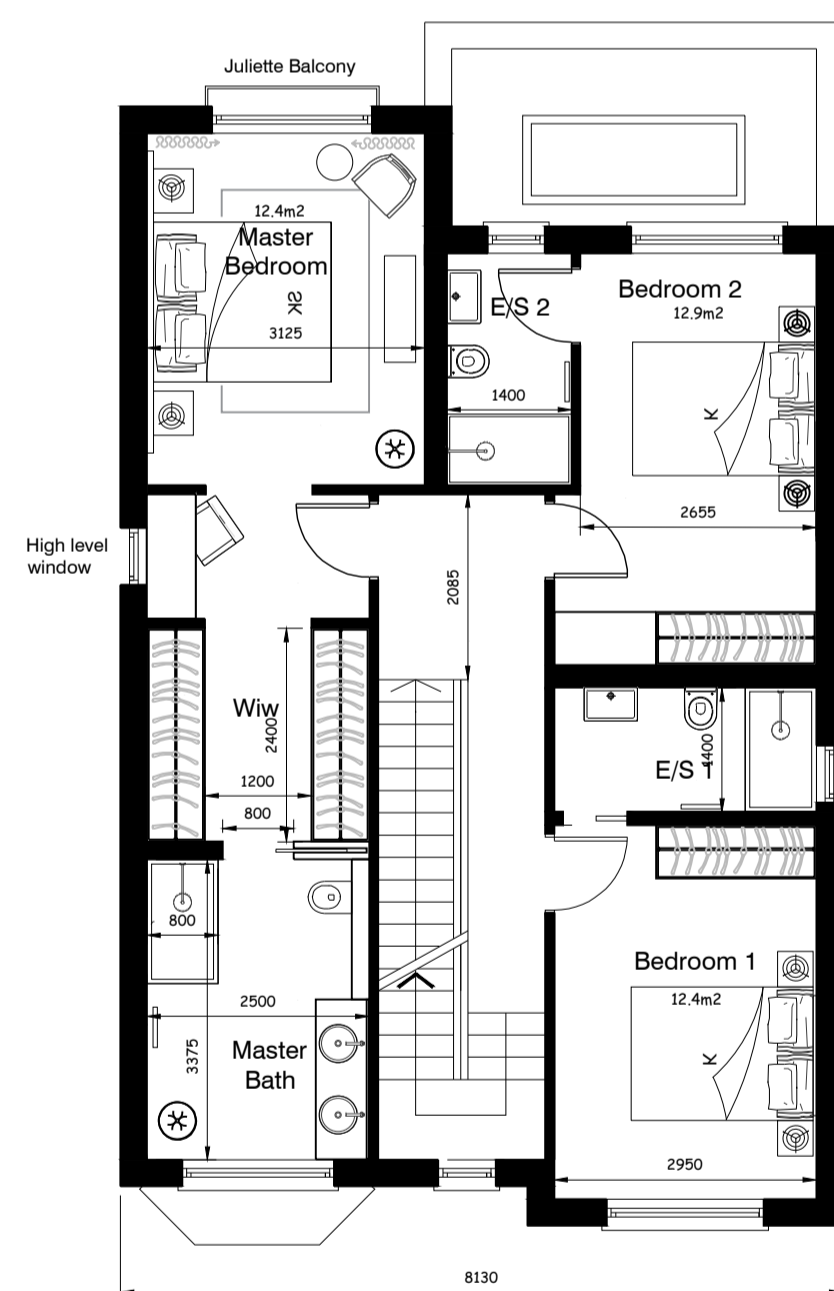 Juliette Balcony
12.4m2
Master
Bedroom
SK
3125
E/S 2
1400
Bedroom 2
12.9m2
K
2655
High level
window
2085
Wiw
2400
1200
800
E/S 1
1400
800
2500
3375
Master
Bath
Bedroom 1
12.4m2
K
2950
8130